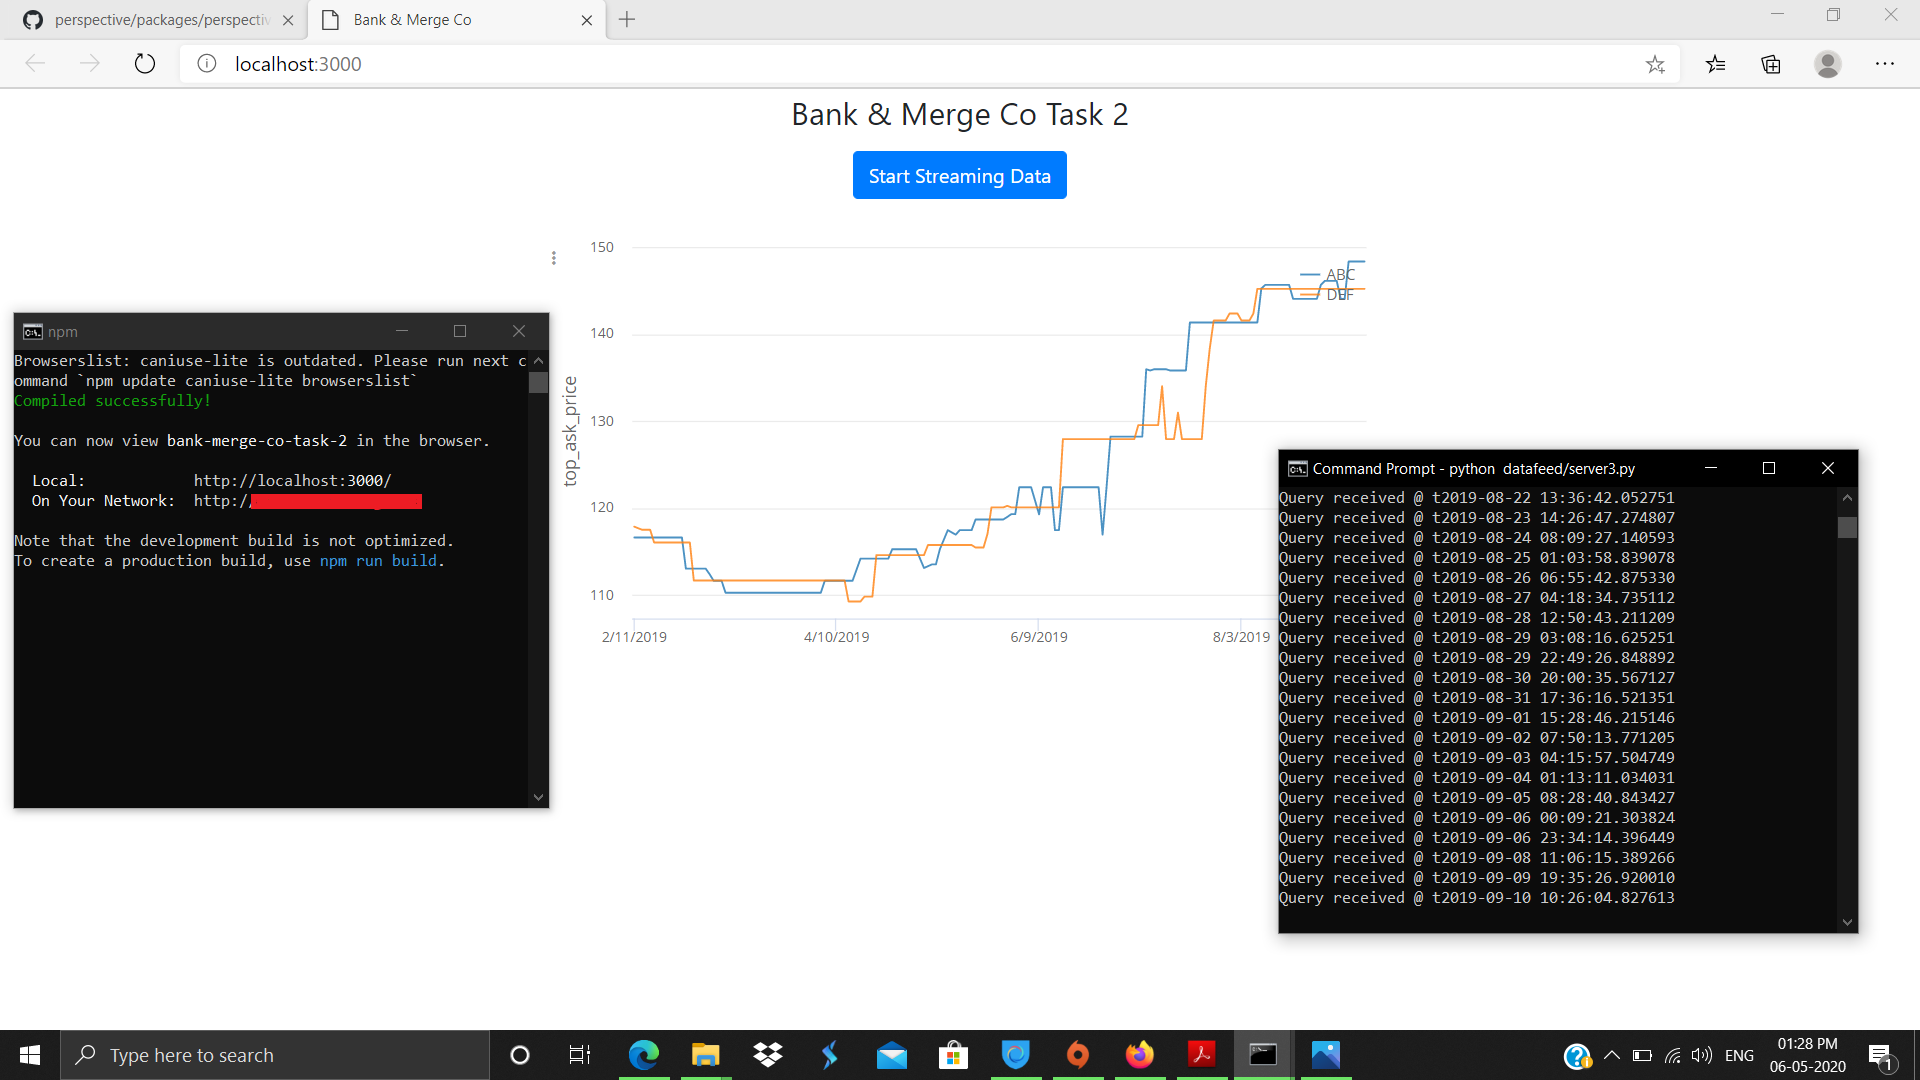 perspective/packages/perspectiv
Bank & Merge Co
localhost:3000
Bank & Merge Co Task 2
Start Streaming Data
150
140
130
120
110
top_ask_price
ABC
DEF
2/11/2019
4/10/2019
6/9/2019
8/3/2019
npm
Browserslist: caniuse-lite is outdated. Please run next c
ommand `npm update caniuse-lite browserslist`
Compiled successfully!
You can now view bank-merge-co-task-2 in the browser.
Local: http://localhost:3000/
On Your Network: http:/
Note that the development build is not optimized.
To create a production build, use npm run build.
Command Prompt - python datafeed/server3.py
Query received @ t2019-08-22 13:36:42.052751
Query received @ t2019-08-23 14:26:47.274807
Query received @ t2019-08-24 08:09:27.140593
Query received @ t2019-08-25 01:03:58.839078
Query received @ t2019-08-26 06:55:42.875330
Query received @ t2019-08-27 04:18:34.735112
Query received @ t2019-08-28 12:50:43.211209
Query received @ t2019-08-29 03:08:16.625251
Query received @ t2019-08-29 22:49:26.848892
Query received @ t2019-08-30 20:00:35.567127
Query received @ t2019-08-31 17:36:16.521351
Query received @ t2019-09-01 15:28:46.215146
Query received @ t2019-09-02 07:50:13.771205
Query received @ t2019-09-03 04:15:57.504749
Query received @ t2019-09-04 01:13:11.034031
Query received @ t2019-09-05 08:28:40.843427
Query received @ t2019-09-06 00:09:21.303824
Query received @ t2019-09-06 23:34:14.396449
Query received @ t2019-09-08 11:06:15.389266
Query received @ t2019-09-09 19:35:26.920010
Query received @ t2019-09-10 10:26:04.827613
Type here to search
ENG
01:28 PM
06-05-2020
1